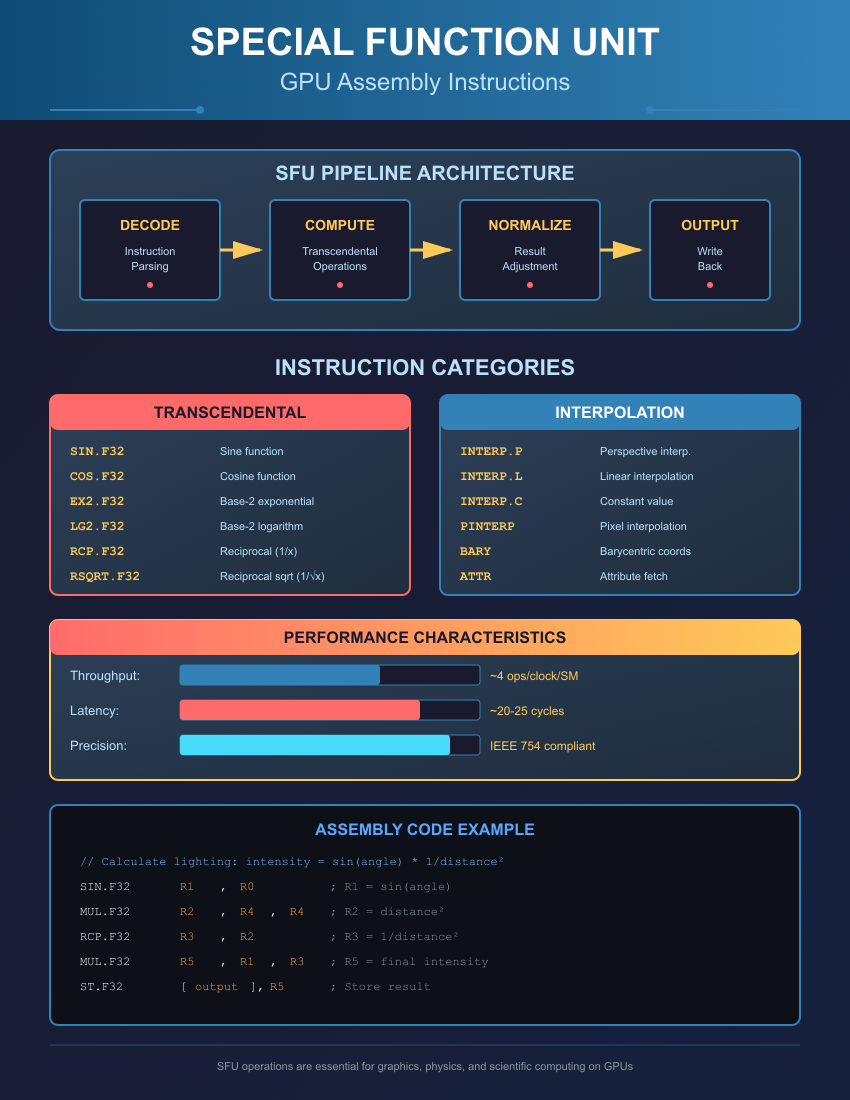 SPECIAL FUNCTION UNIT
GPU Assembly Instructions
SFU PIPELINE ARCHITECTURE
DECODE
Instruction
Parsing
COMPUTE
Transcendental
Operations
NORMALIZE
Result
Adjustment
OUTPUT
Write
Back
INSTRUCTION CATEGORIES
TRANSCENDENTAL
SIN.F32 Sine function
COS.F32 Cosine function
EX2.F32 Base-2 exponential
LG2.F32 Base-2 logarithm
RCP.F32 Reciprocal (1/x)
RSQRT.F32 Reciprocal sqrt (1/√x)
INTERPOLATION
INTERP.P Perspective interp.
INTERP.L Linear interpolation
INTERP.C Constant value
PINTERP Pixel interpolation
BARY Barycentric coords
ATTR Attribute fetch
PERFORMANCE CHARACTERISTICS
Throughput: ~4 ops/clock/SM
Latency: ~20-25 cycles
Precision: IEEE 754 compliant
ASSEMBLY CODE EXAMPLE
// Calculate lighting: intensity = sin(angle) * 1/distance²
SIN.F32 R1 , R0 ; R1 = sin(angle)
MUL.F32 R2 , R4 , R4 ; R2 = distance²
RCP.F32 R3 , R2 ; R3 = 1/distance²
MUL.F32 R5 , R1 , R3 ; R5 = final intensity
ST.F32 [ output ], R5 ; Store result
SFU operations are essential for graphics, physics, and scientific computing on GPUs